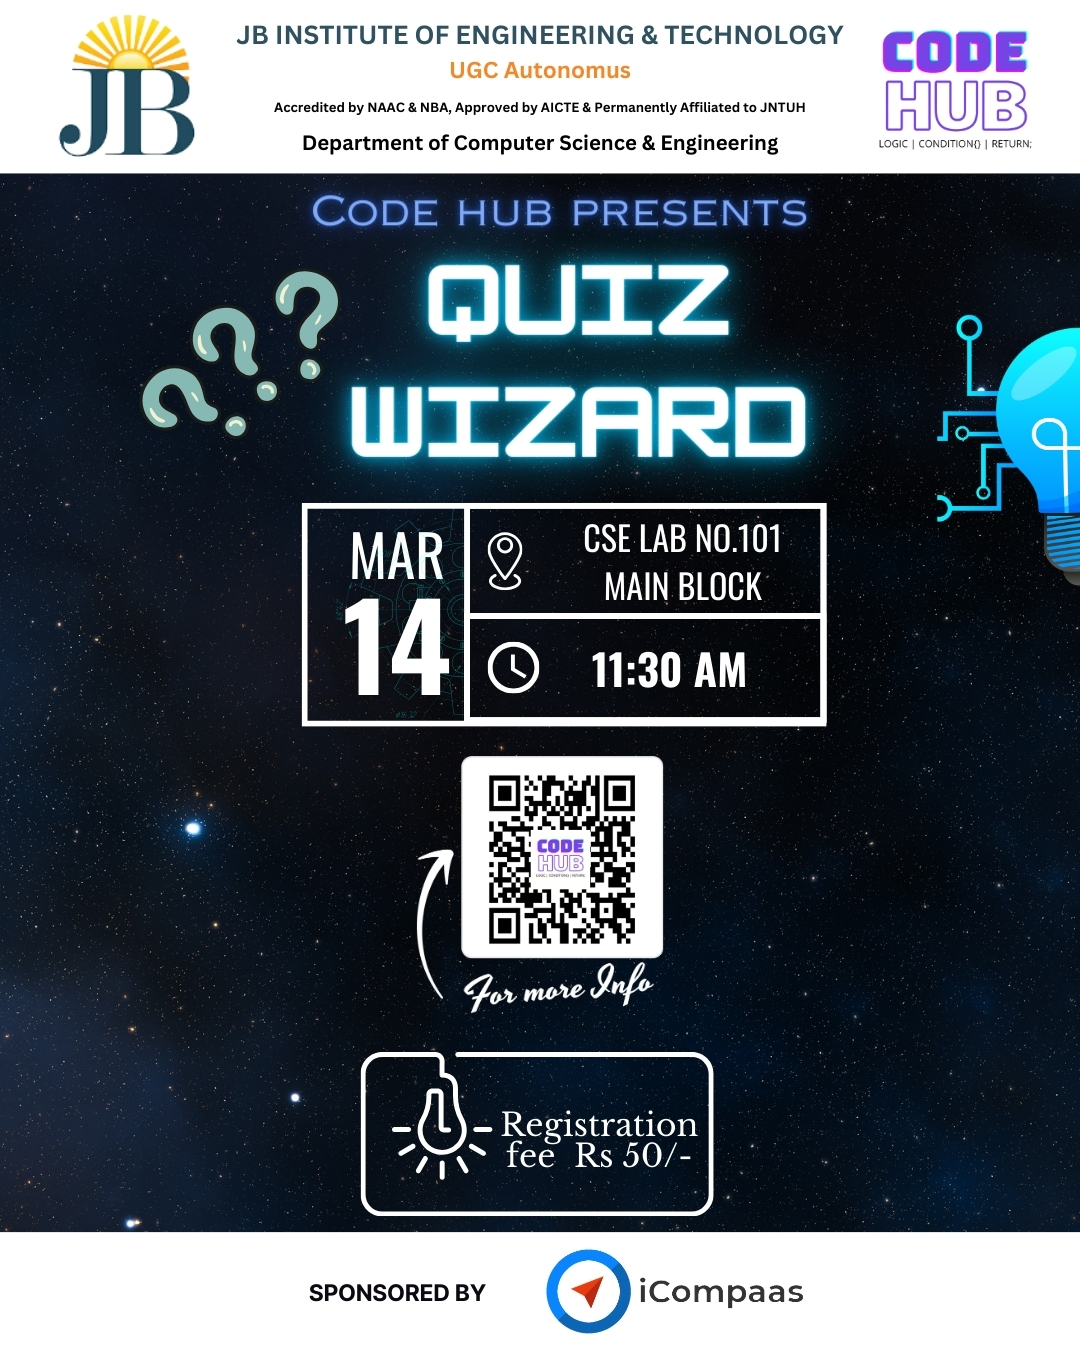 JB INSTITUTE OF ENGINEERING & TECHNOLOGY
UGC Autonomus
Accredited by NAAC & NBA, Approved by AICTE & Permanently Affiliated to JNTUH
Department of Computer Science & Engineering
JB
CODE
HUB
LOGIC | CONDITION() | RETURN;
CODE HUB PRESENTS
QUIZ
WIZARD
MAR
14
CSE LAB NO.101
MAIN BLOCK
11:30 AM
CODE
HUB
For more Info
Registration
fee Rs 50/-
SPONSORED BY
iCompaas